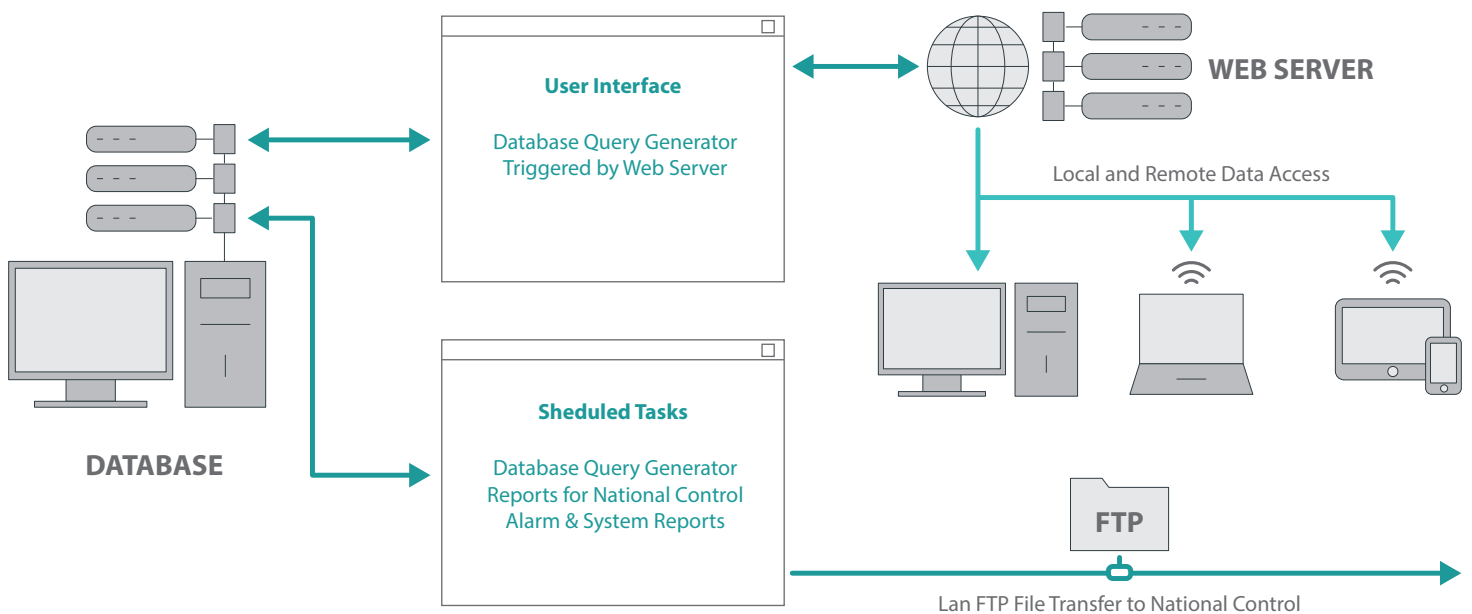 User Interface
Database Query Generator
Triggered by Web Server
WEB SERVER
Local and Remote Data Access
DATABASE
Sheduled Tasks
Database Query Generator
Reports for National Control
Alarm & System Reports
FTP
Lan FTP File Transfer to National Control